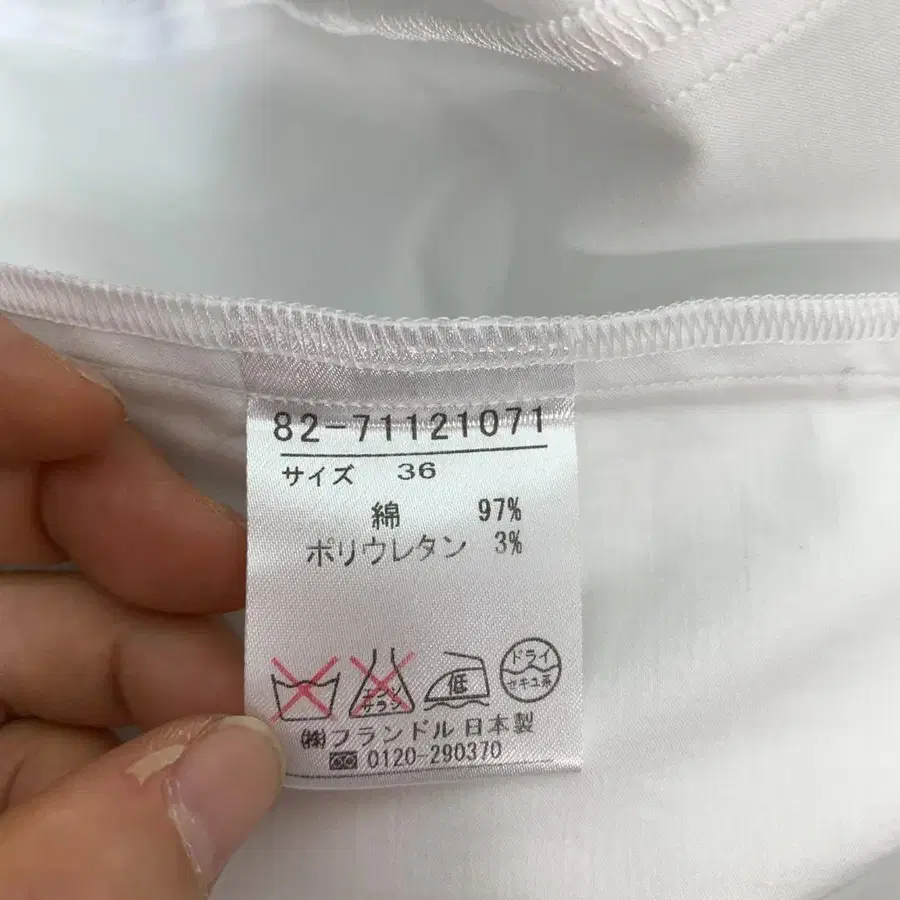 82-71121071
サイズ 36
綿 97%
ポリウレタン 3%
エンソ
サラシ
低
ドライ
セキユ系
㈱フランドル 日本製
0120-290370